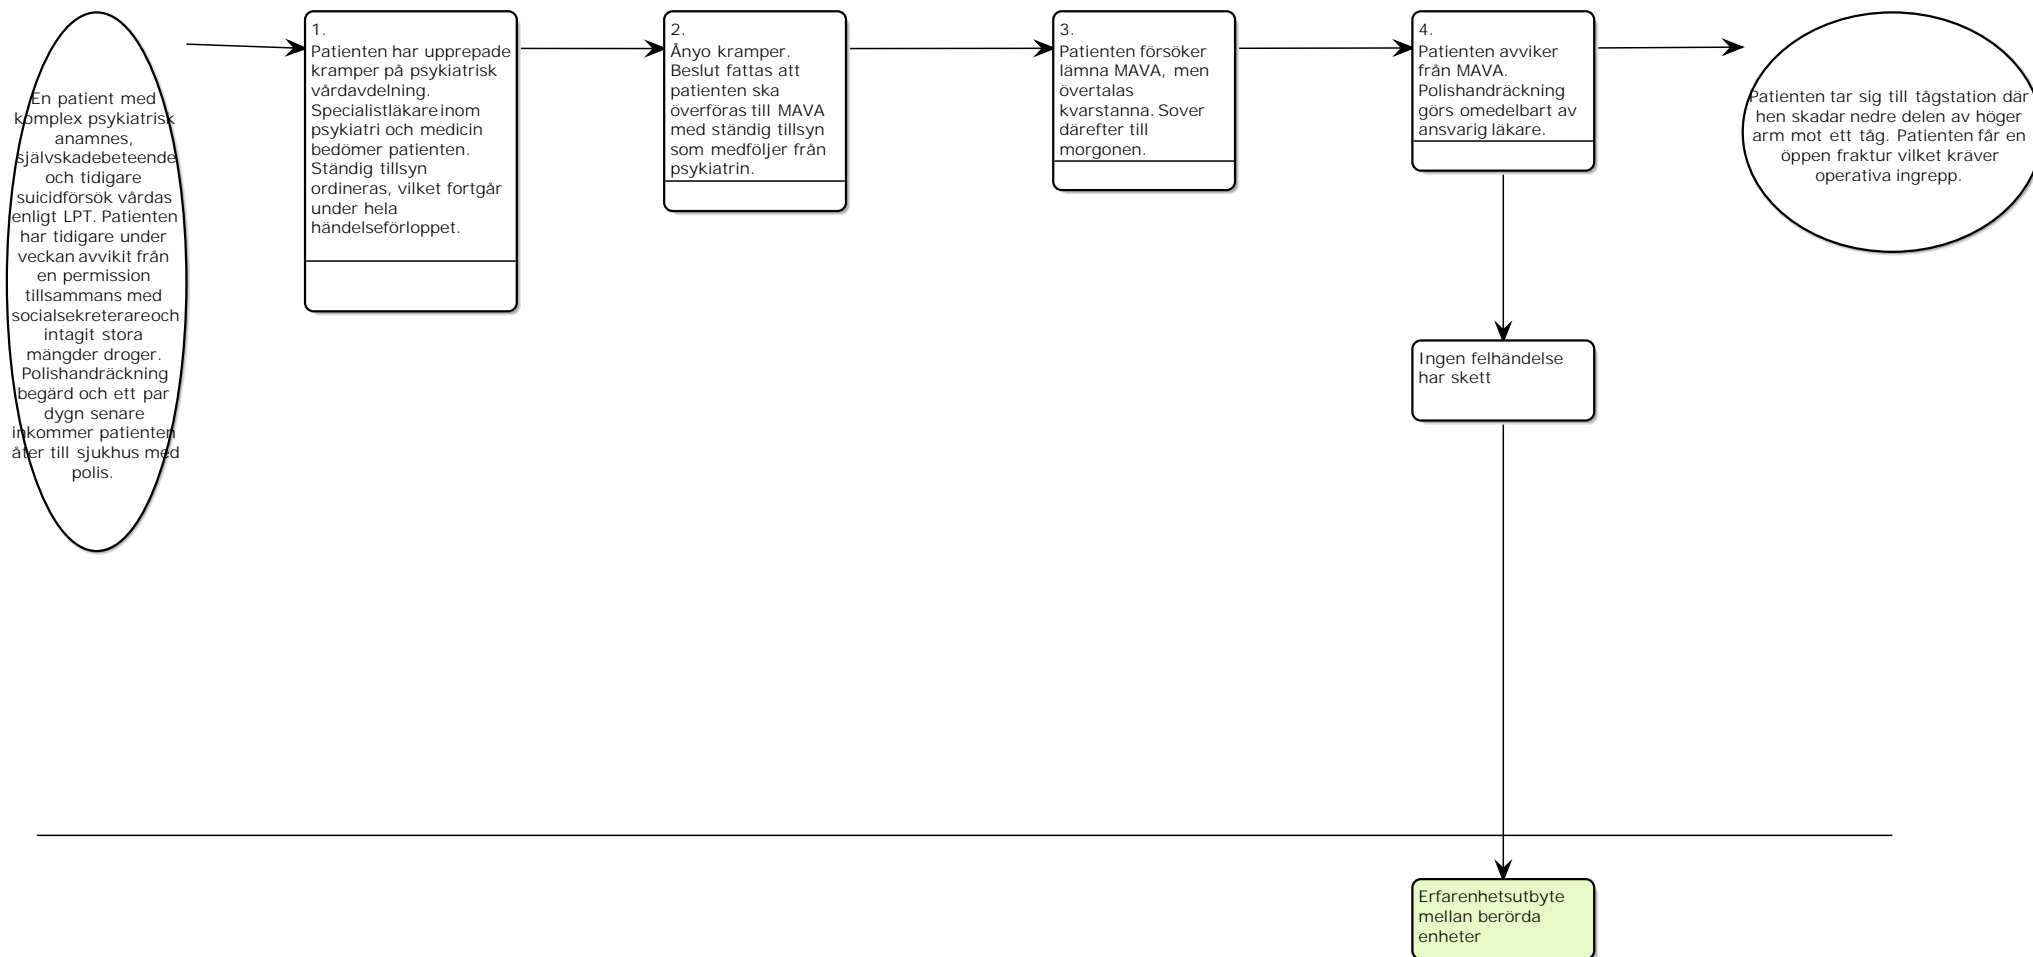 En patient med
komplex psykiatrisk
anamnes,
självskadebeteende
och tidigare
suicidförsök vårdas
enligt LPT. Patienten
har tidigare under
veckan avvikit från
en permission
tillsammans med
socialsekreterare och
intagit stora
mängder droger.
Polishandräckning
begärd och ett par
dygn senare
inkommer patienten
åter till sjukhus med
polis.
1.
Patienten har upprepade
kramper på psykiatrisk
vårdavdelning.
Specialistläkare inom
psykiatri och medicin
bedömer patienten.
Ständig tillsyn
ordineras, vilket fortgår
under hela
händelseförloppet.
2.
Ånyo kramper.
Beslut fattas att
patienten ska
överföras till MAVA
med ständig tillsyn
som medföljer från
psykiatrin.
3.
Patienten försöker
lämna MAVA, men
övertalas
kvarstanna. Sover
därefter till
morgonen.
4.
Patienten avviker
från MAVA.
Polishandräckning
görs omedelbart av
ansvarig läkare.
Patienten tar sig till tågstation där
hen skadar nedre delen av höger
arm mot ett tåg. Patienten får en
öppen fraktur vilket kräver
operativa ingrepp.
Ingen felhändelse
har skett
Erfarenhetsutbyte
mellan berörda
enheter